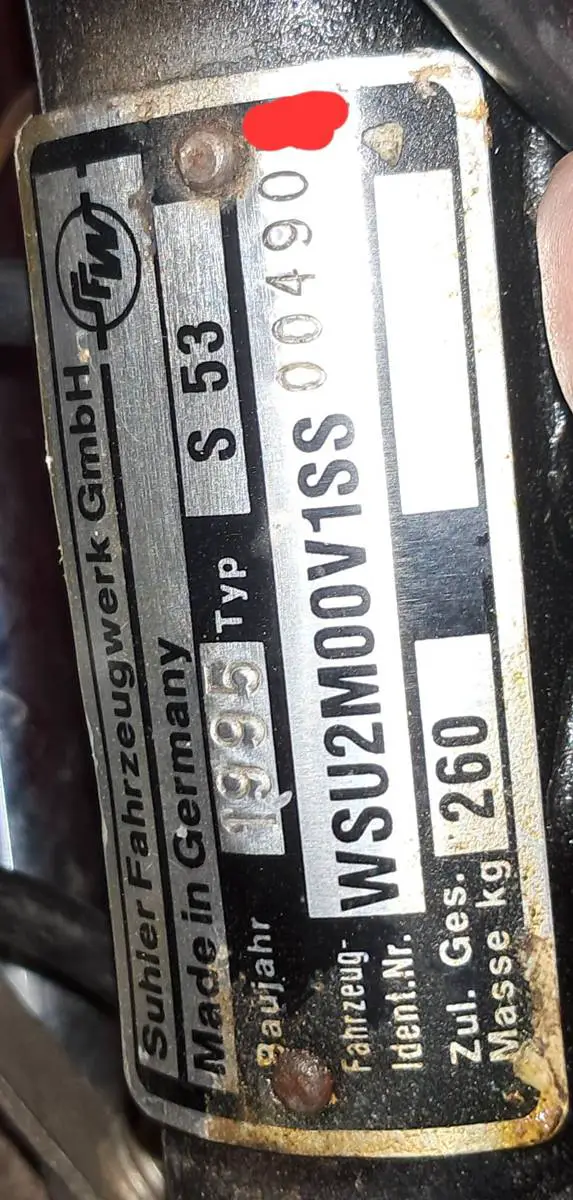 Suhler Fahrzeugwerk GmbH SFW
Made in Germany
Baujahr 1995 Typ S 53
Fahrzeug-
Ident.Nr. WSU2M00V1SS00490
Zul. Ges.
Masse kg 260